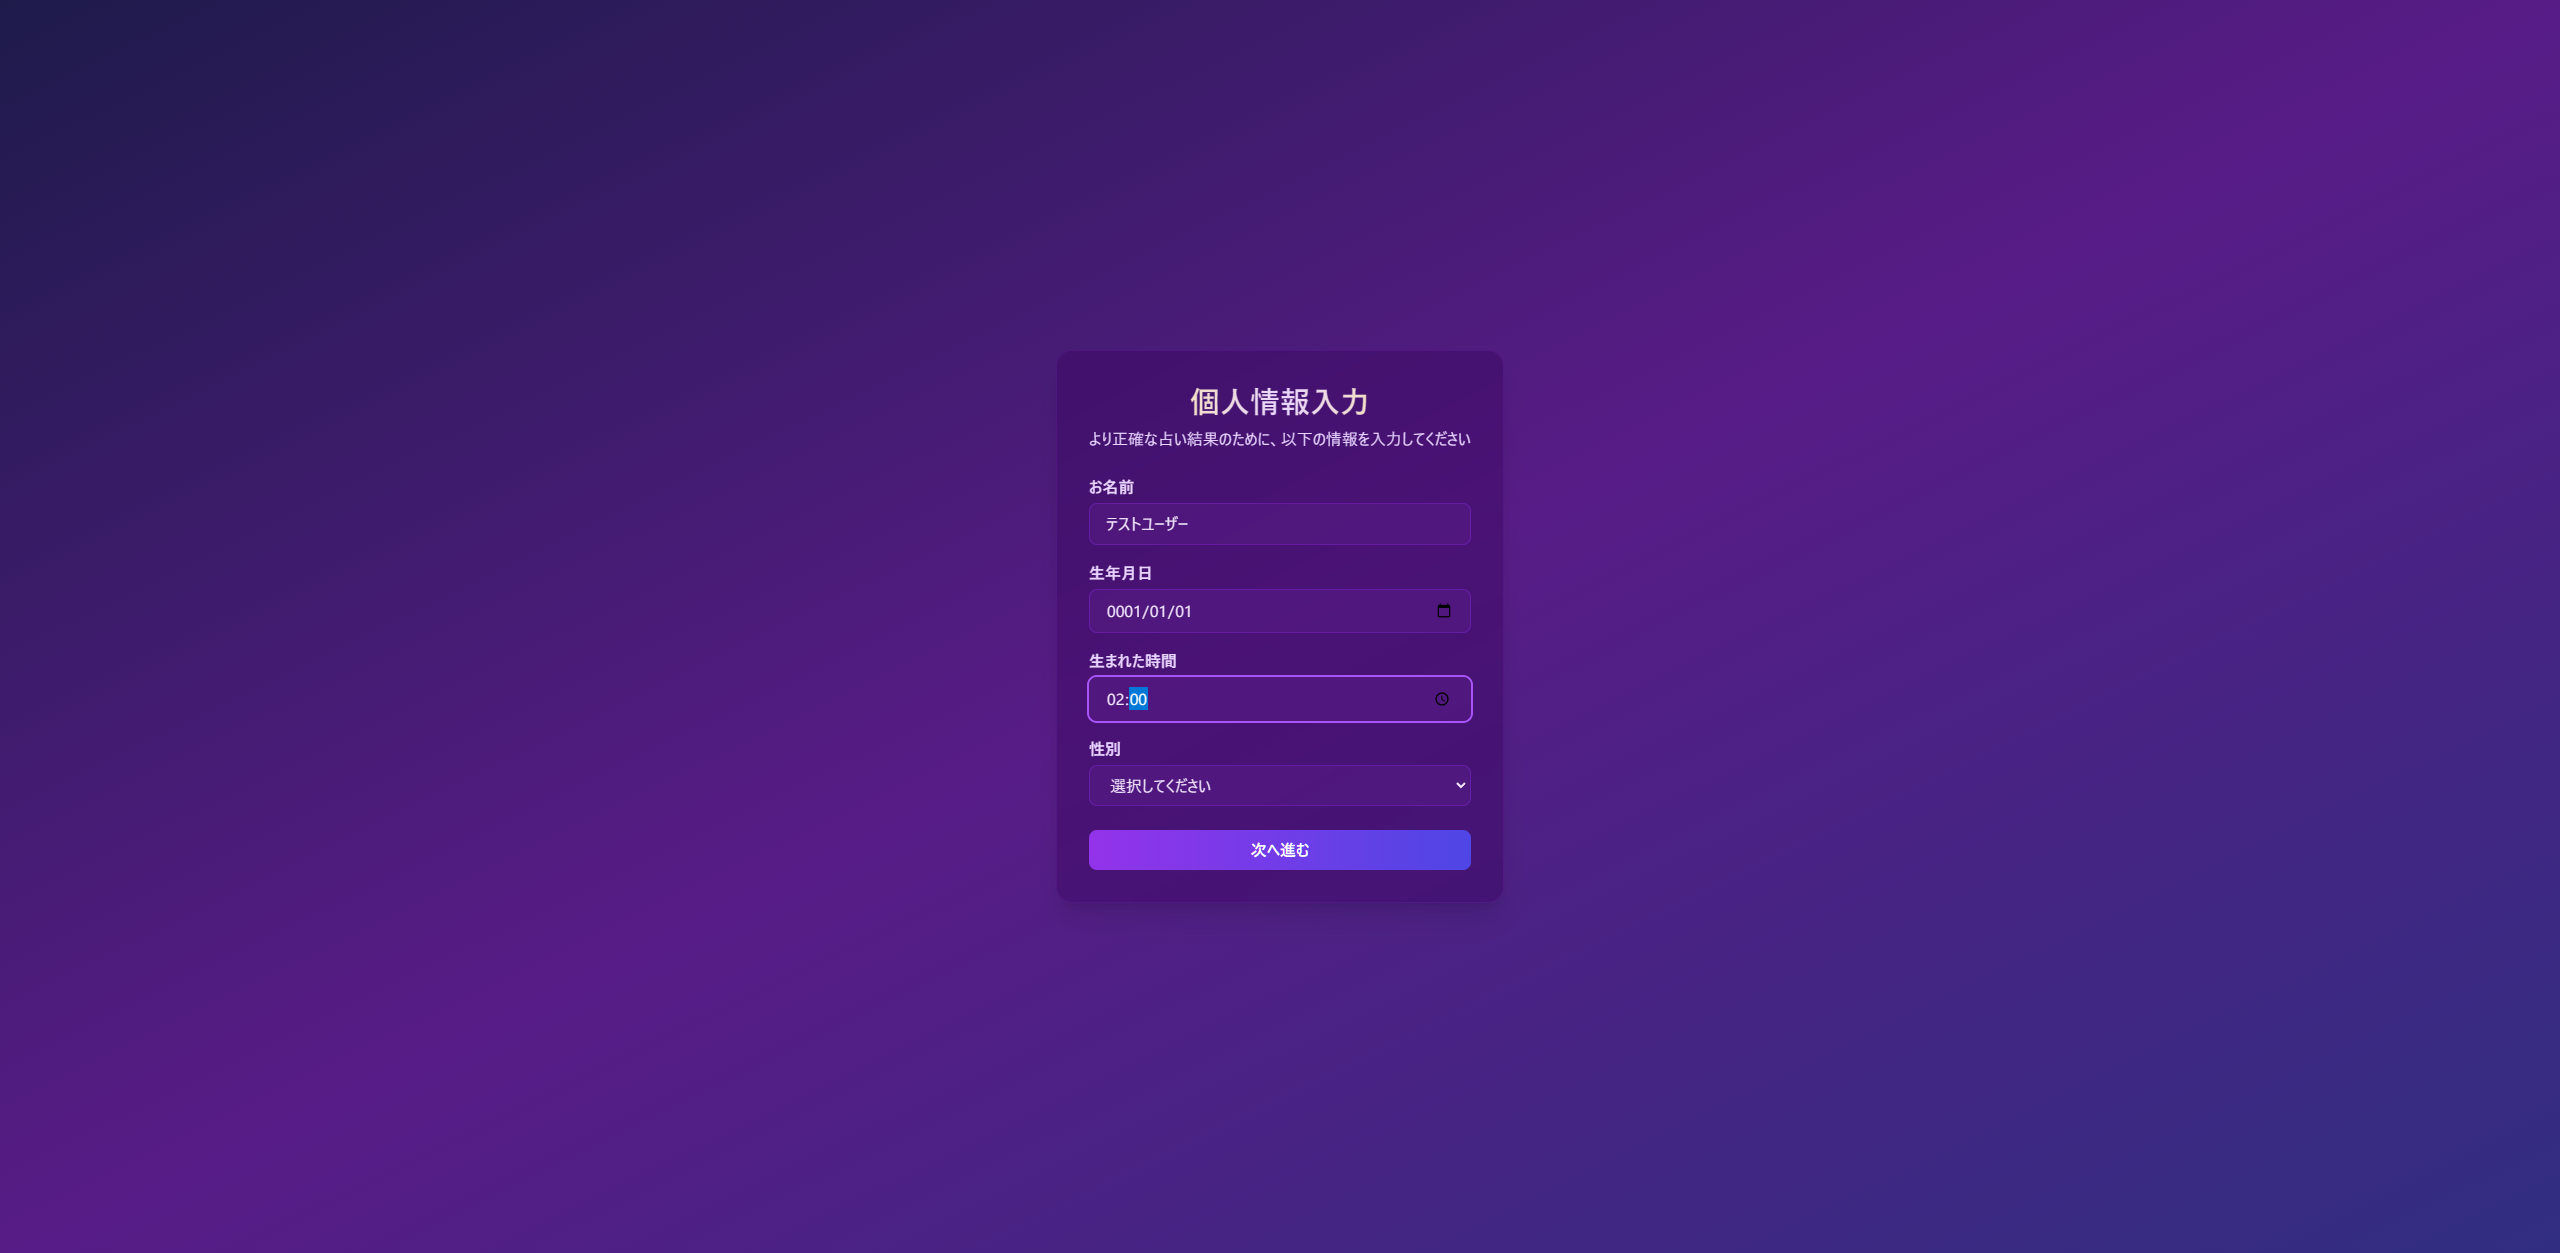 個人情報入力
より正確な占い結果のために、以下の情報を入力してください
お名前
テストユーザー
生年月日
0001/01/01
生まれた時間
02:00
性別
選択してください
次へ進む